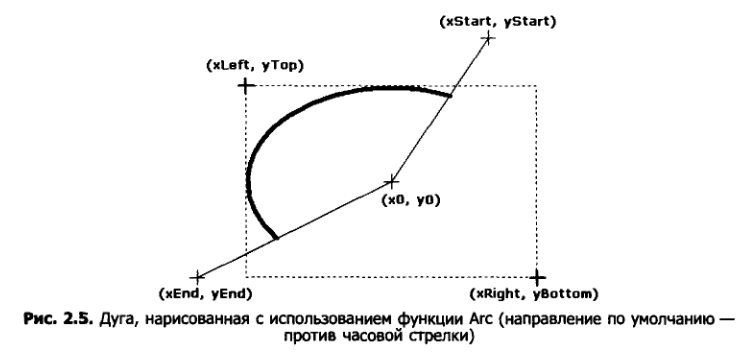 (xStart, yStart)
(xLeft, yTop)
(x0, y0)
(xEnd, yEnd)
(xRight, yBottom)
Рис. 2.5. Дуга, нарисованная с использованием функции Arc (направление по умолчанию —
против часовой стрелки)